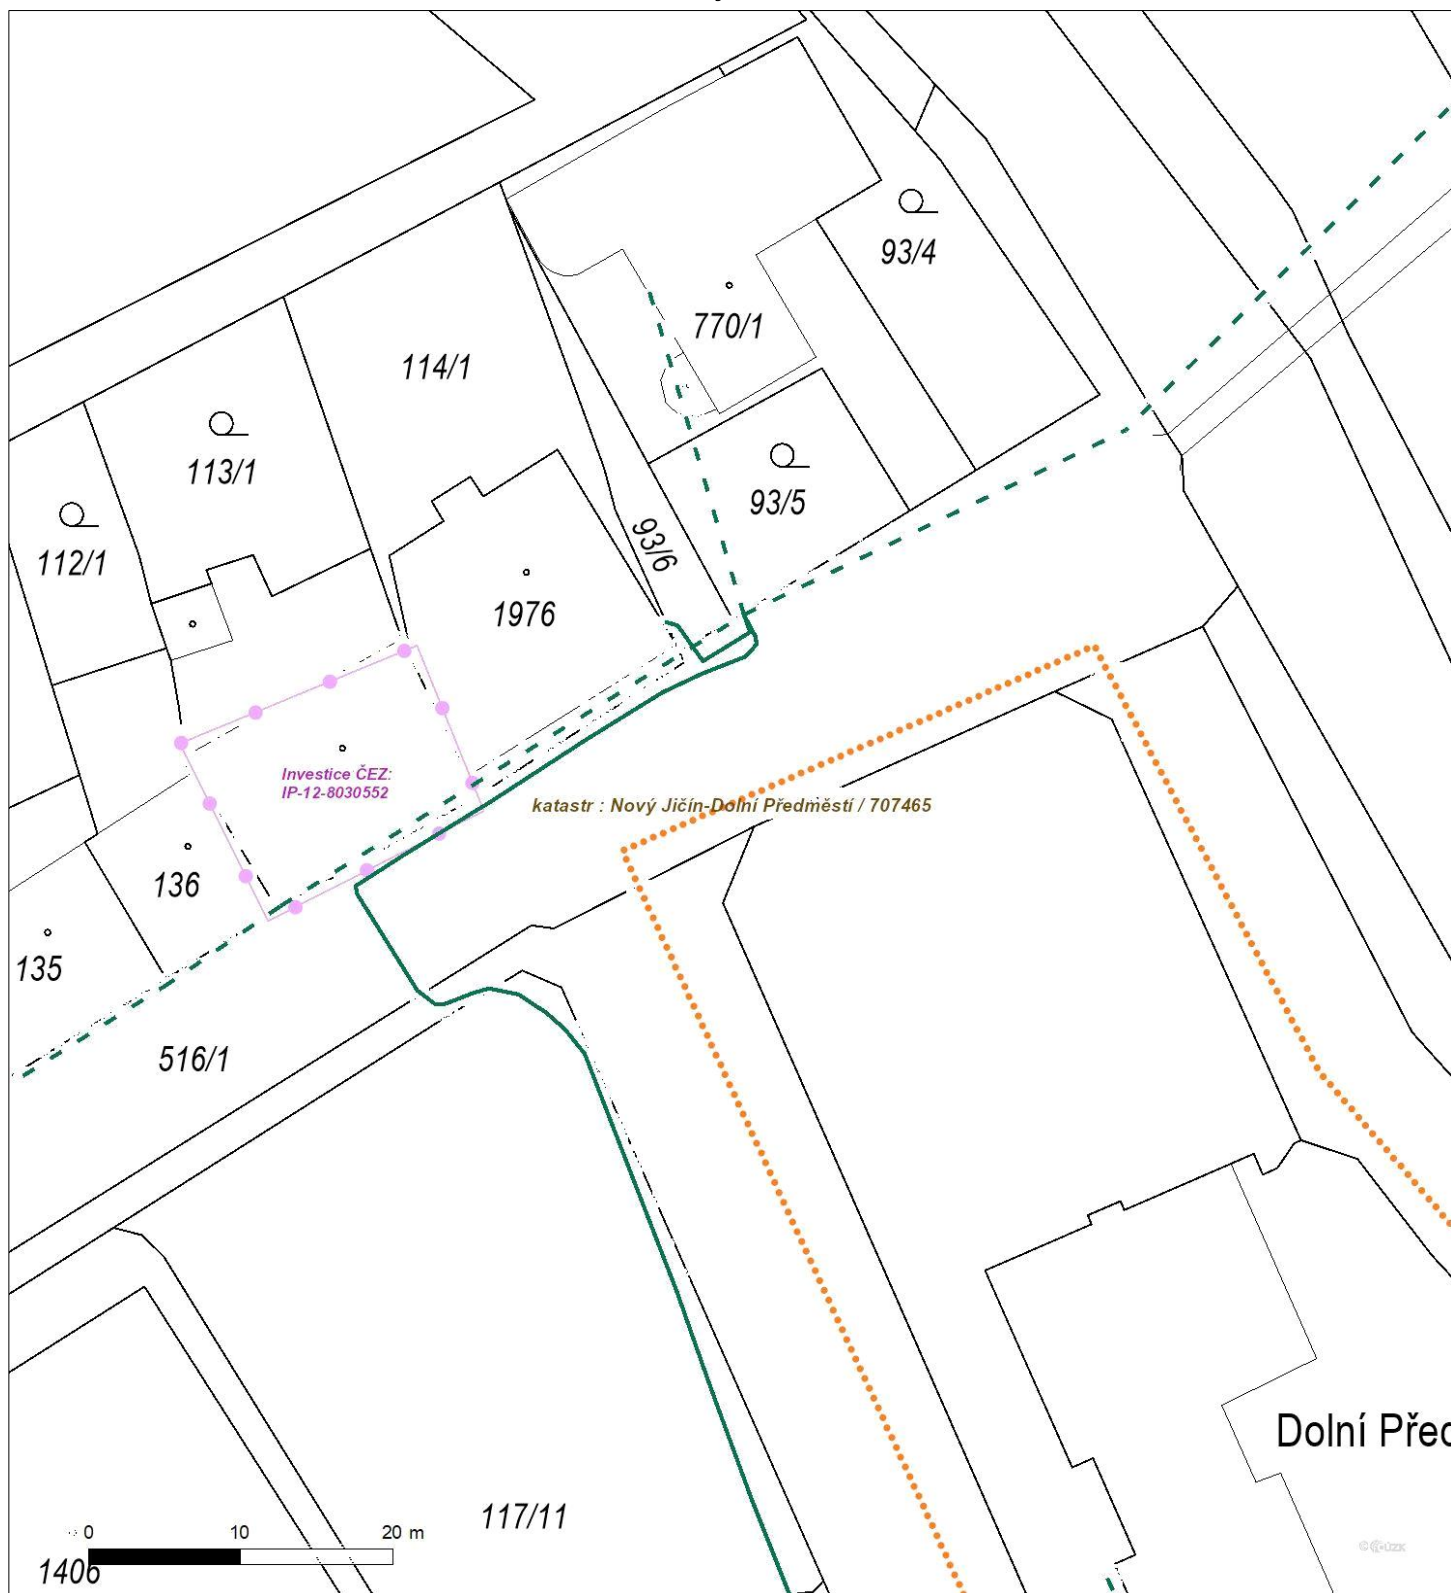 93/4
770/1
114/1
113/1
93/5
112/1
93/6
1976
Investice ČEZ:
IP-12-8030552
katastr : Nový Jičín-Dolní Předměstí / 707465
136
135
516/1
Dolní Před
117/11
0 10 20 m
1406
© ČÚZK